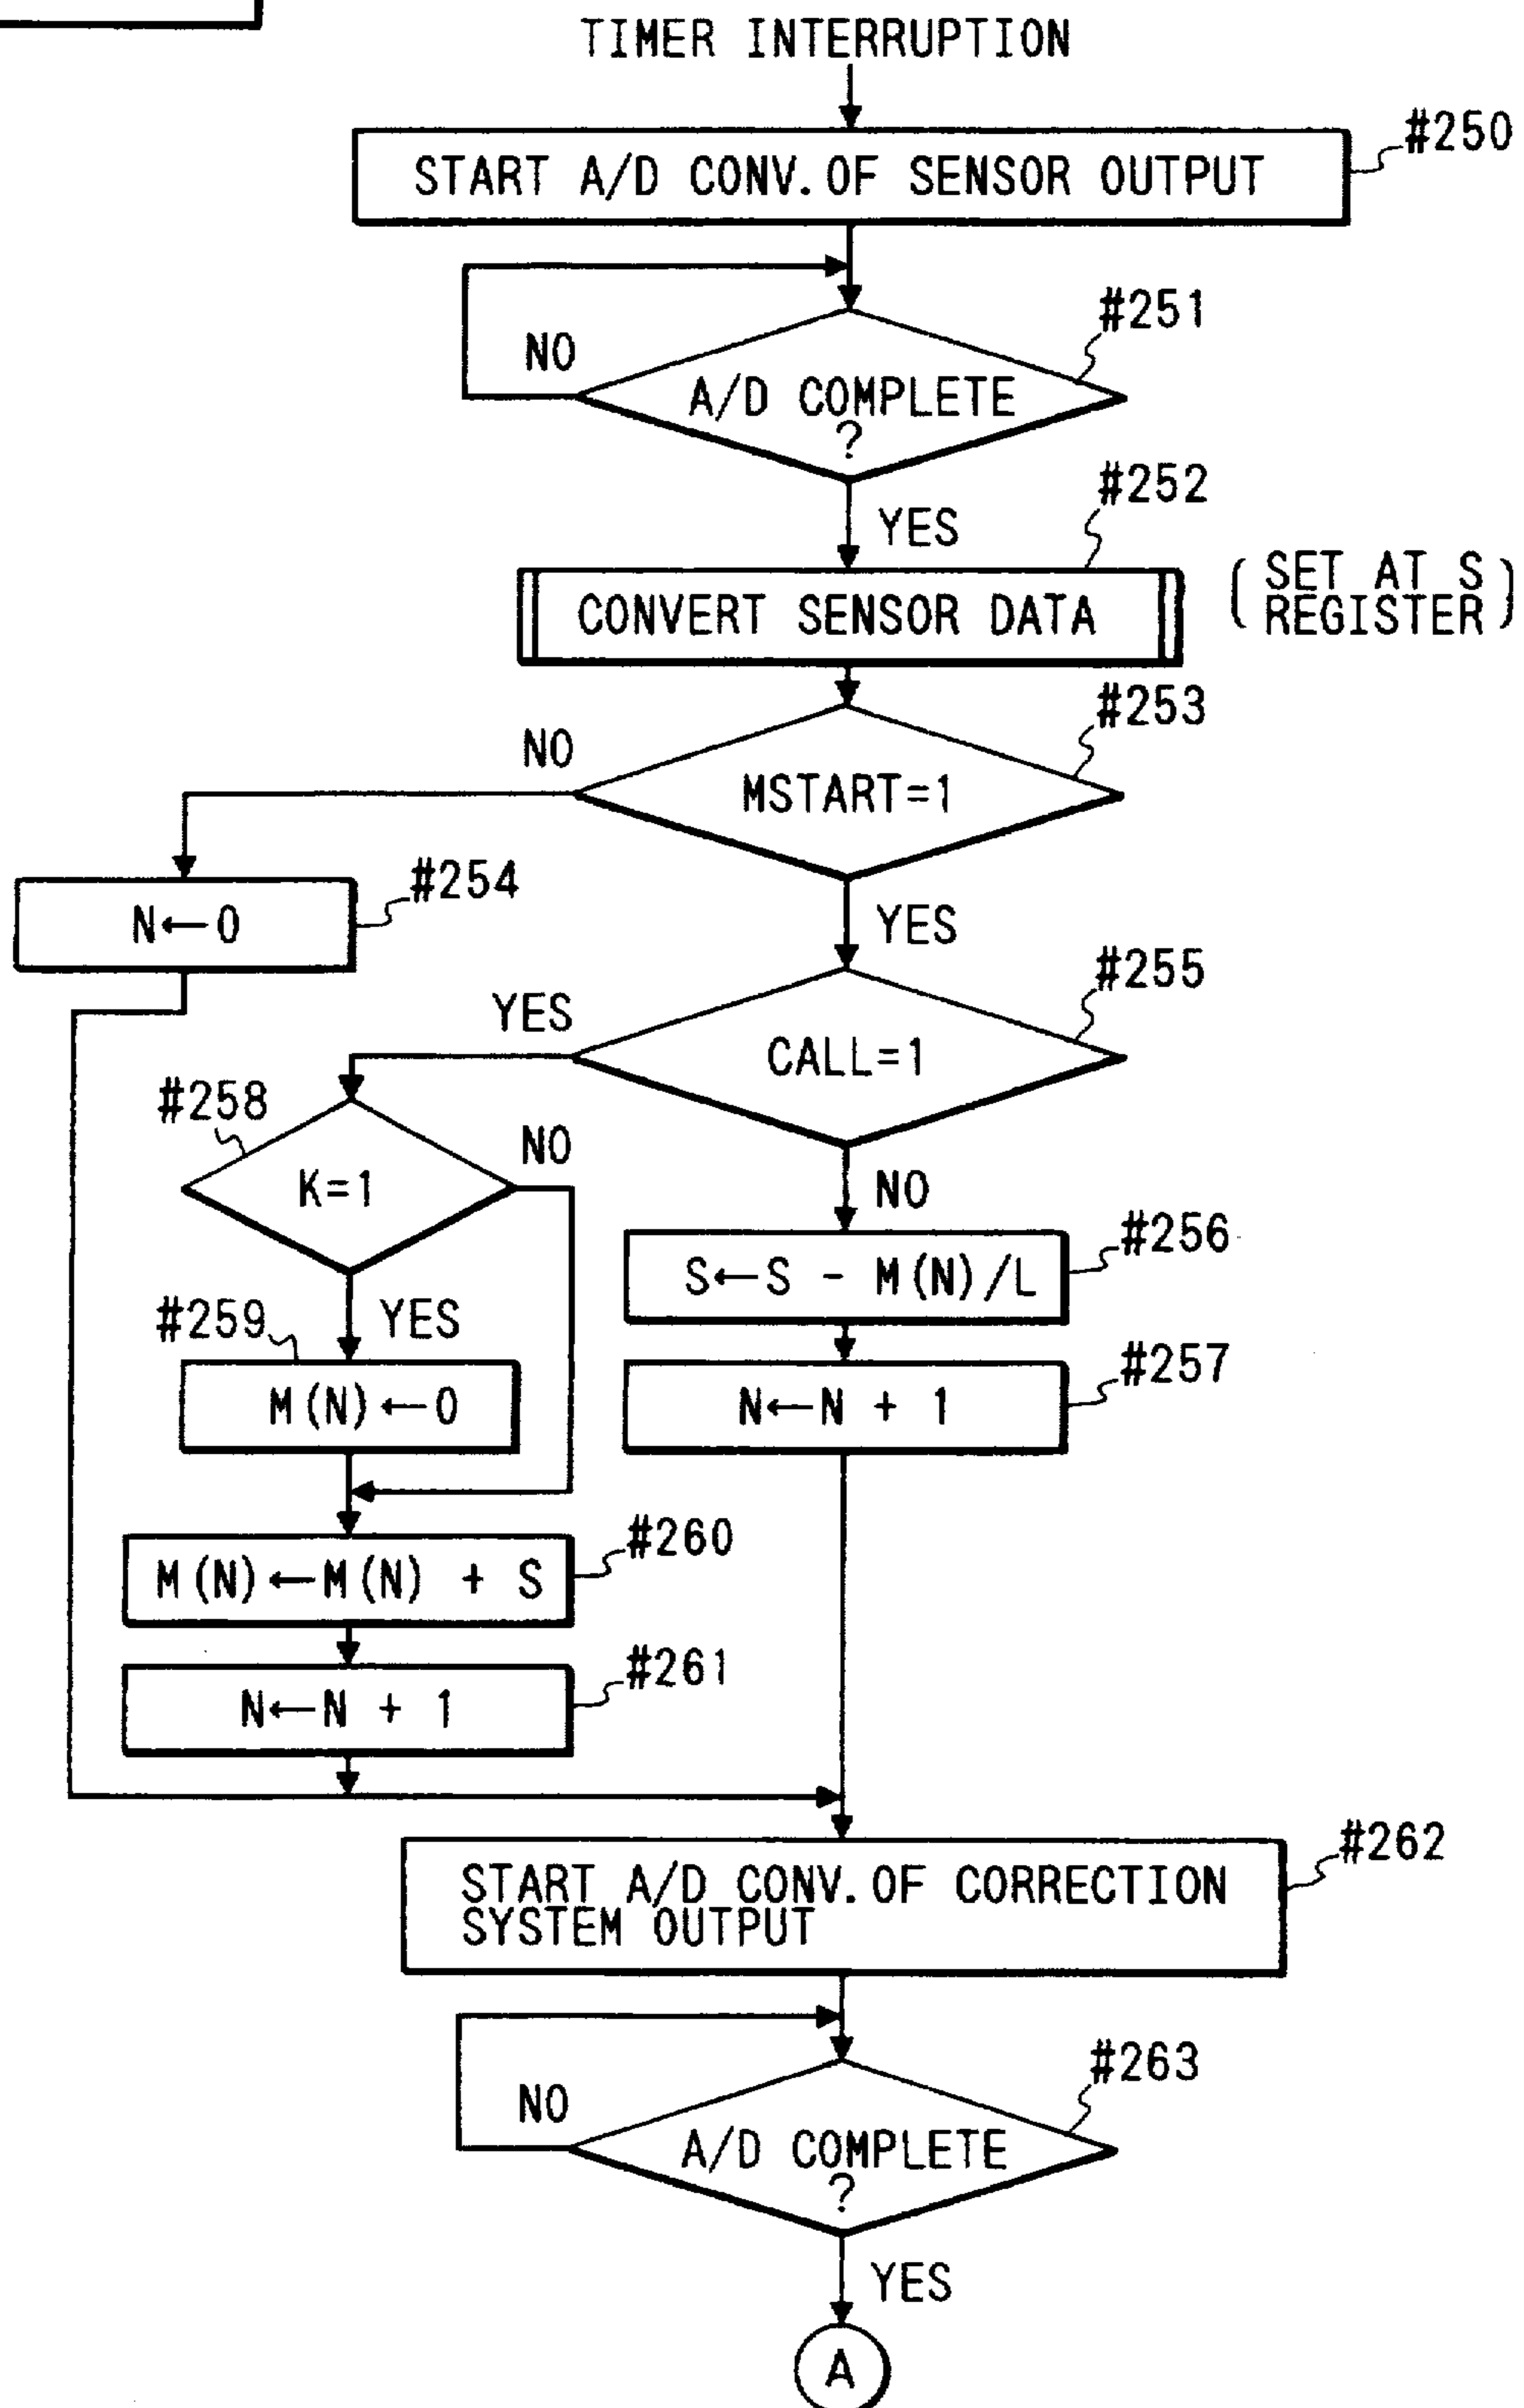 TIMER INTERRUPTION
#250
START A/D CONV. OF SENSOR OUTPUT
#251
NO
A/D COMPLETE
?
#252
YES
SET AT S
REGISTER
CONVERT SENSOR DATA
#253
NO
MSTART=1
#254
N←0
YES
#255
YES
CALL=1
#258
NO
K=1
NO
#256
S←S - M(N)/L
#259
YES
#257
M(N)←0
N←N + 1
#260
M(N)←M(N) + S
#261
N←N + 1
#262
START A/D CONV. OF CORRECTION
SYSTEM OUTPUT
#263
NO
A/D COMPLETE
?
YES
A